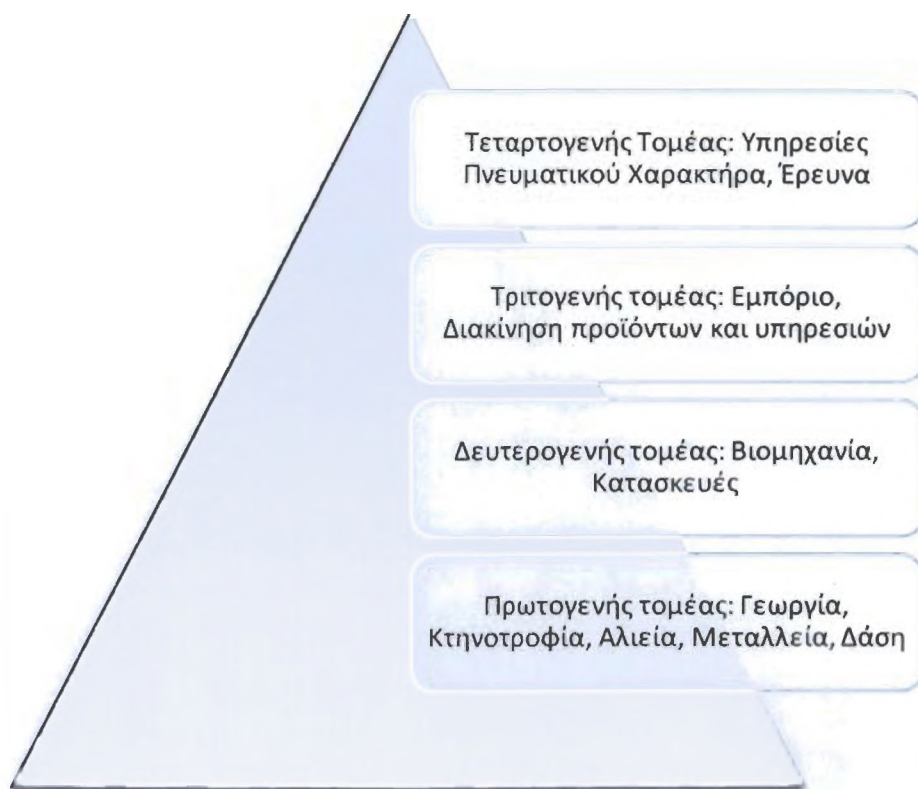 Τεταρτογενής Τομέας: Υπηρεσίες
Πνευματικού Χαρακτήρα, Έρευνα
Τριτογενής τομέας: Εμπόριο,
Διακίνηση προϊόντων και υπηρεσιών
Δευτερογενής τομέας: Βιομηχανία,
Κατασκευές
Πρωτογενής τομέας: Γεωργία,
Κτηνοτροφία, Αλιεία, Μεταλλεία, Δάση